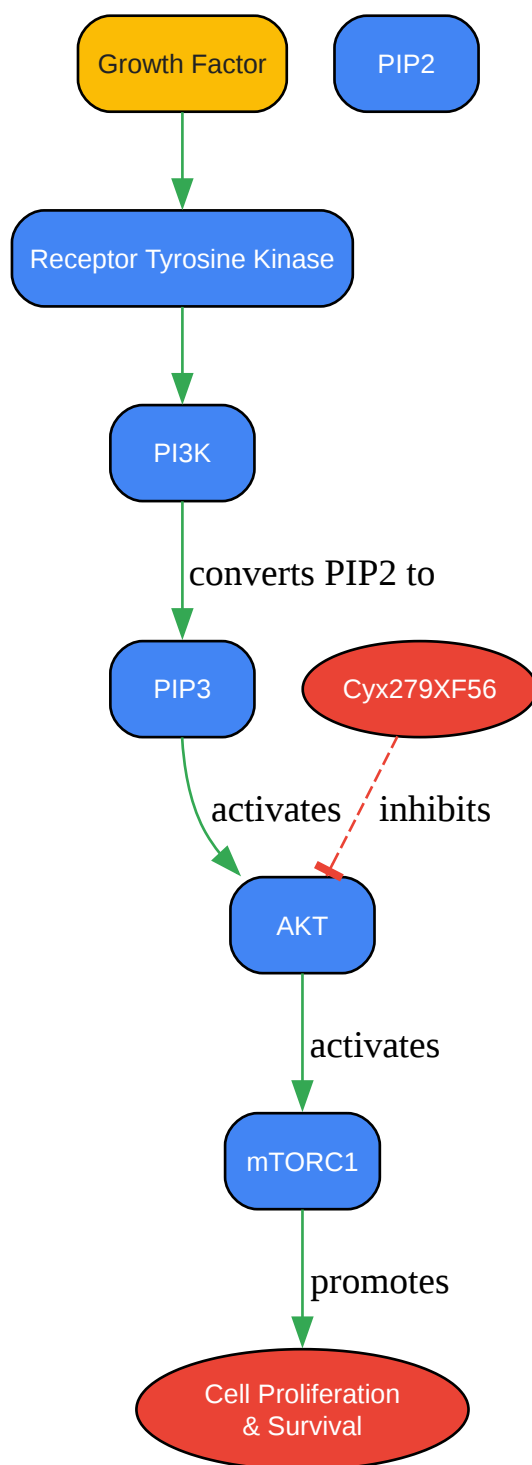 Growth Factor
PIP2
Receptor Tyrosine Kinase
PI3K
converts PIP2 to
PIP3
Cyx279XF56
activates
inhibits
AKT
activates
mTORC1
promotes
Cell Proliferation
& Survival